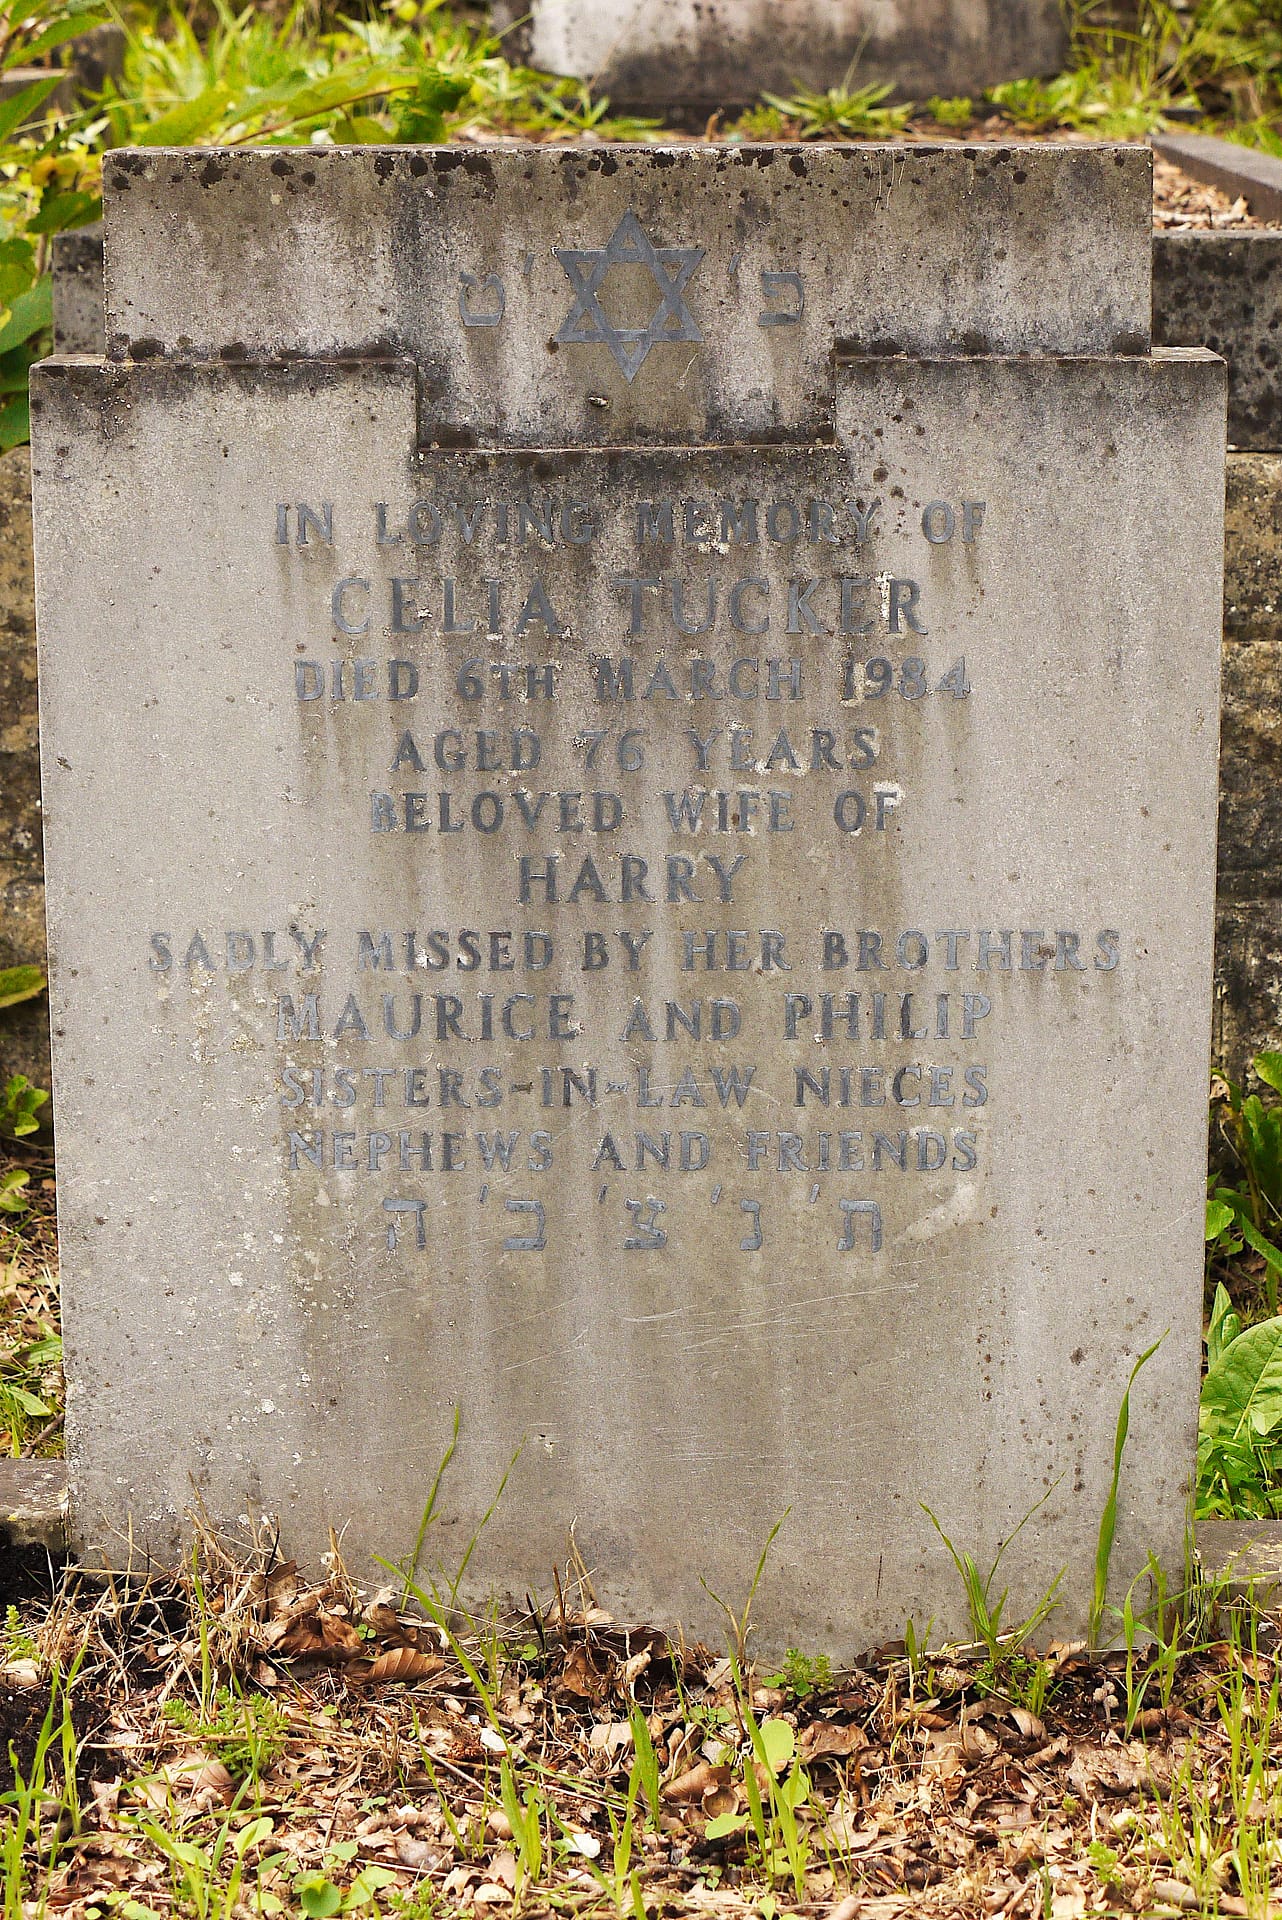 פ' ט'
IN LOVING MEMORY OF
CELIA TUCKER
DIED 6TH MARCH 1984
AGED 76 YEARS
BELOVED WIFE OF
HARRY
SADLY MISSED BY HER BROTHERS
MAURICE AND PHILIP
SISTERS-IN-LAW NIECES
NEPHEWS AND FRIENDS
ת' נ' צ' ב' ה